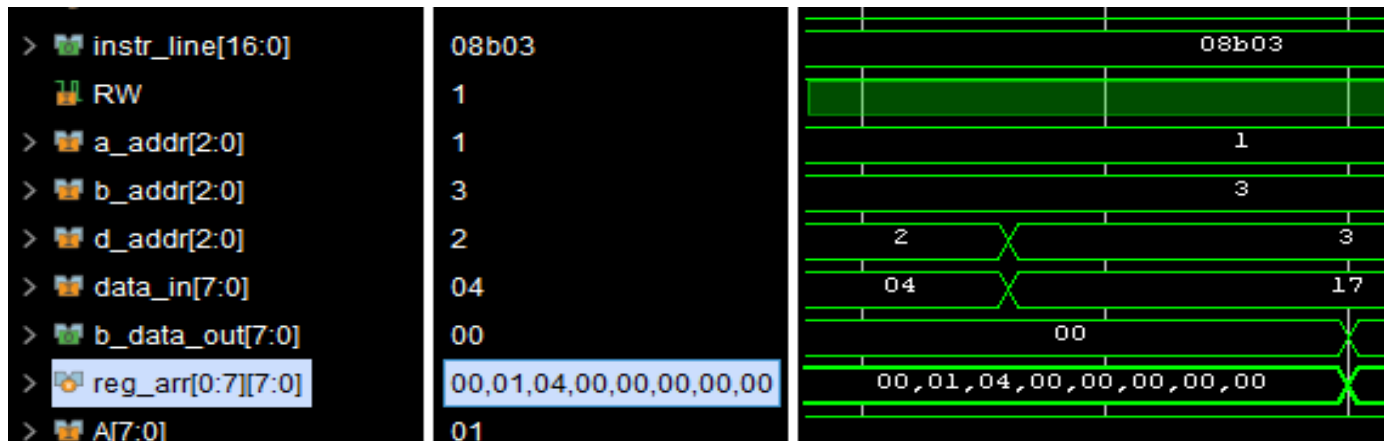 > instr_line[16:0] 08b03 08b03
RW 1
> a_addr[2:0] 1 1
> b_addr[2:0] 3 3
> d_addr[2:0] 2 2 3
> data_in[7:0] 04 04 17
> b_data_out[7:0] 00 00
> reg_arr[0:7][7:0] 00,01,04,00,00,00,00,00 00,01,04,00,00,00,00,00
> A[7:0] 01